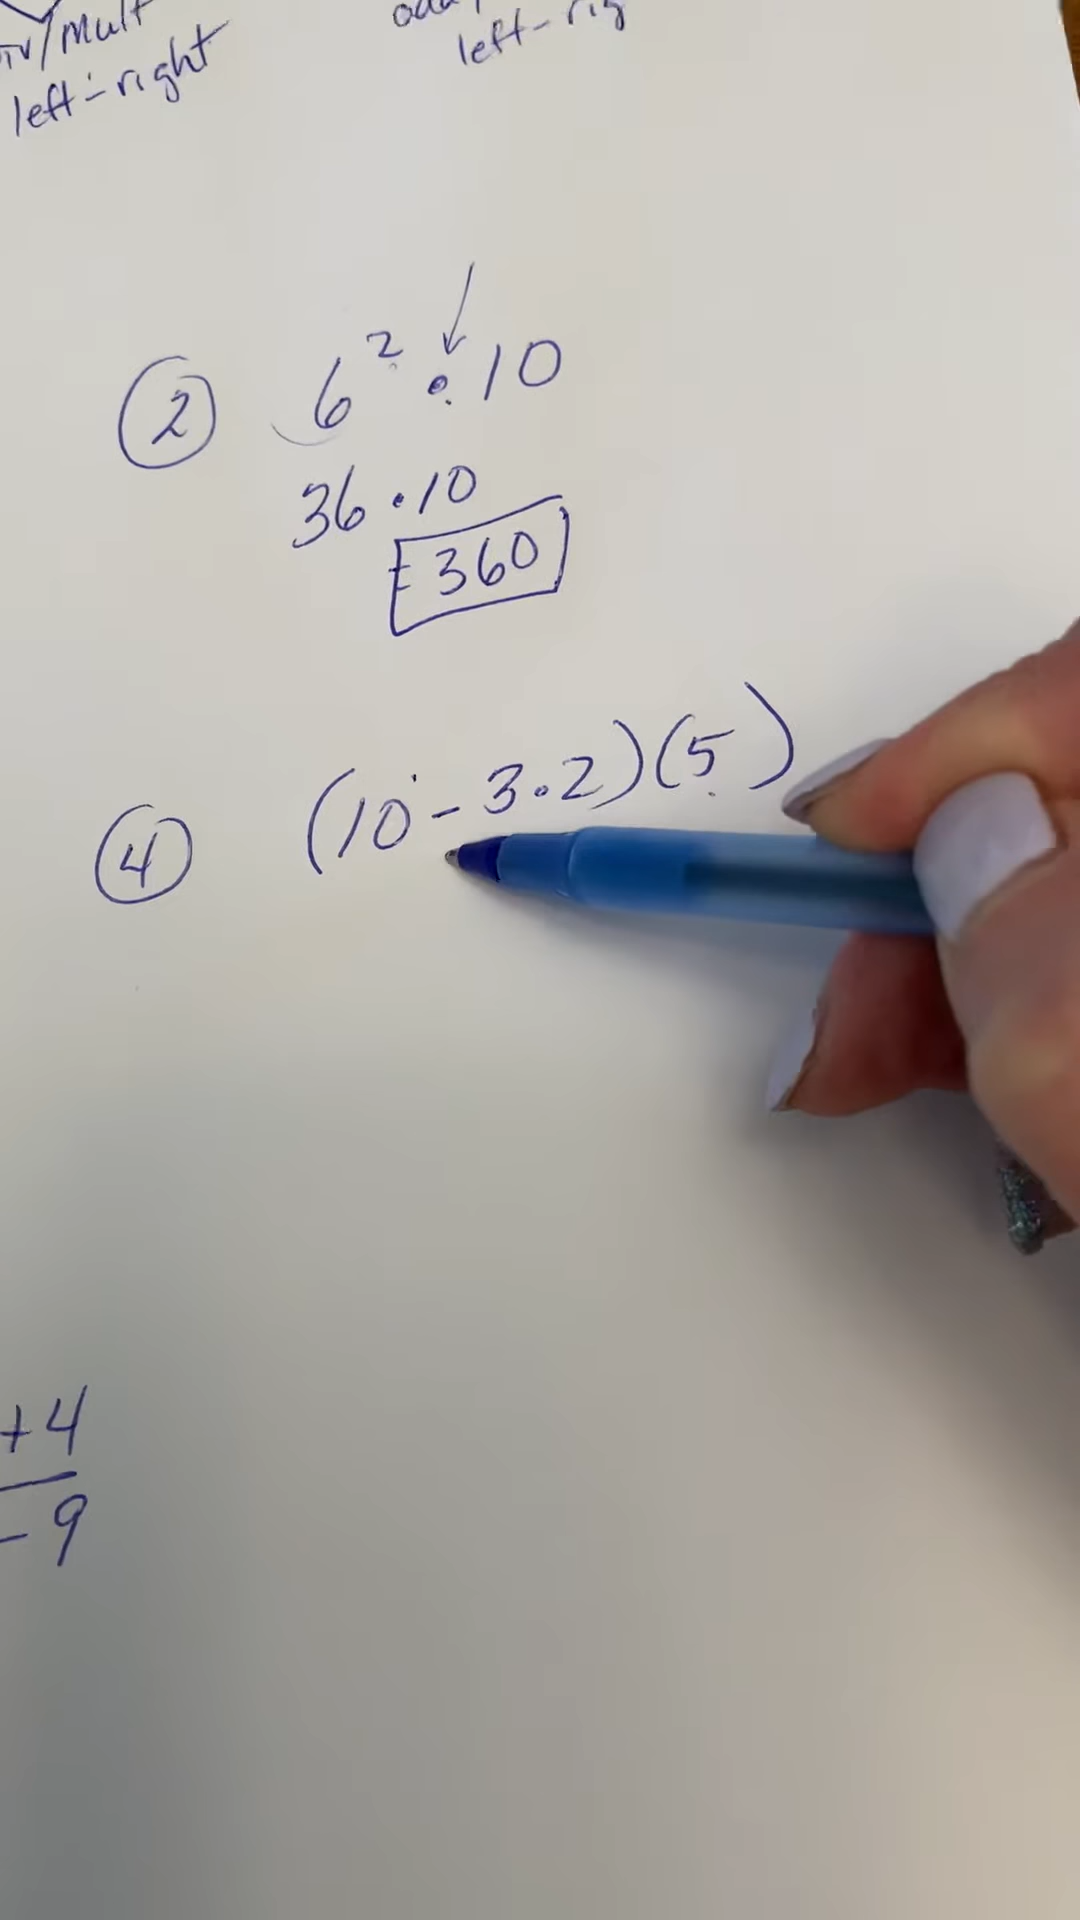 /mult
left-right
left-rig
② 6² • 10
36 • 10
= 360
④ (10 - 3 • 2)(5)
+4
- 9